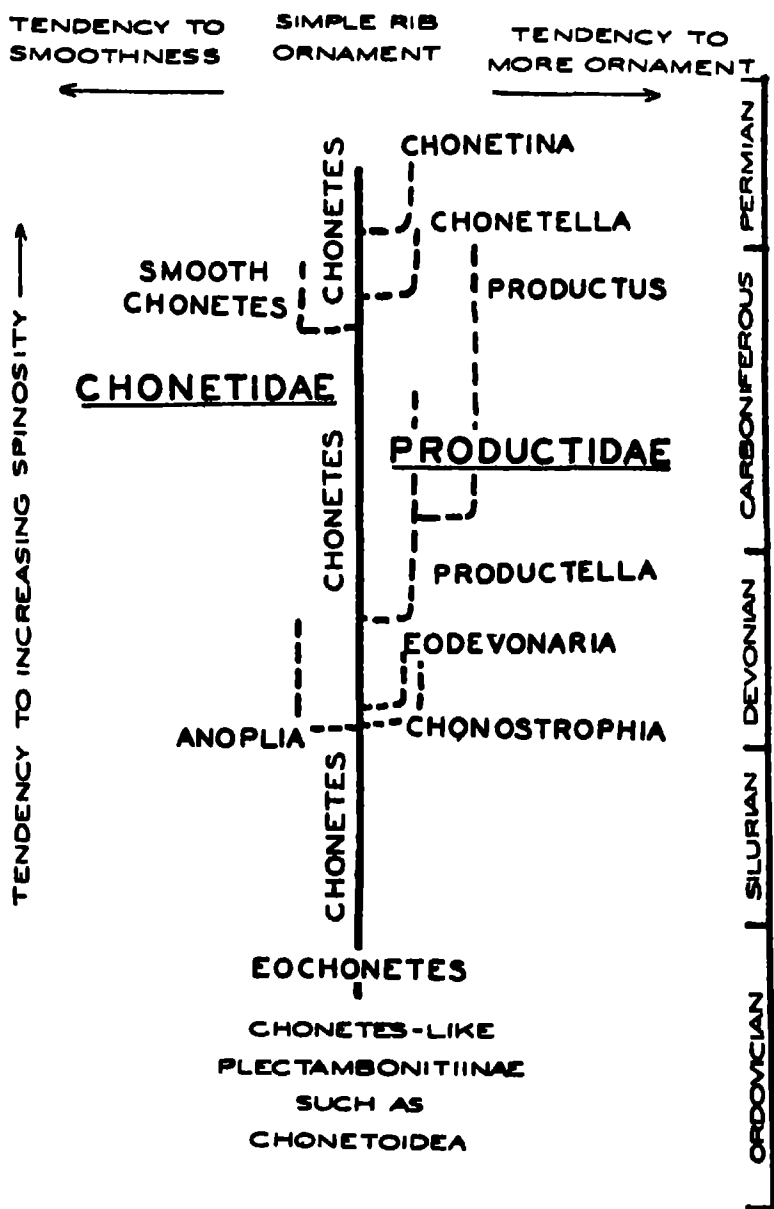 TENDENCY TO
SMOOTHNESS
SIMPLE RIB
ORNAMENT
TENDENCY TO
MORE ORNAMENT
TENDENCY TO INCREASING SPINOSITY
CHONETES
CHONETINA
CHONETELLA
SMOOTH
CHONETES
PRODUCTUS
CHONETIDAE
CHONETES
PRODUCTIDAE
PRODUCTELLA
EODEVONARIA
ANOPLIA
CHONOSTROPHIA
CHONETES
EOCHONETES
CHONETES-LIKE
PLECTAMBONITIINAE
SUCH AS
CHONETOIDEA
PERMIAN
CARBONIFEROUS
DEVONIAN
SILURIAN
ORDOVICIAN